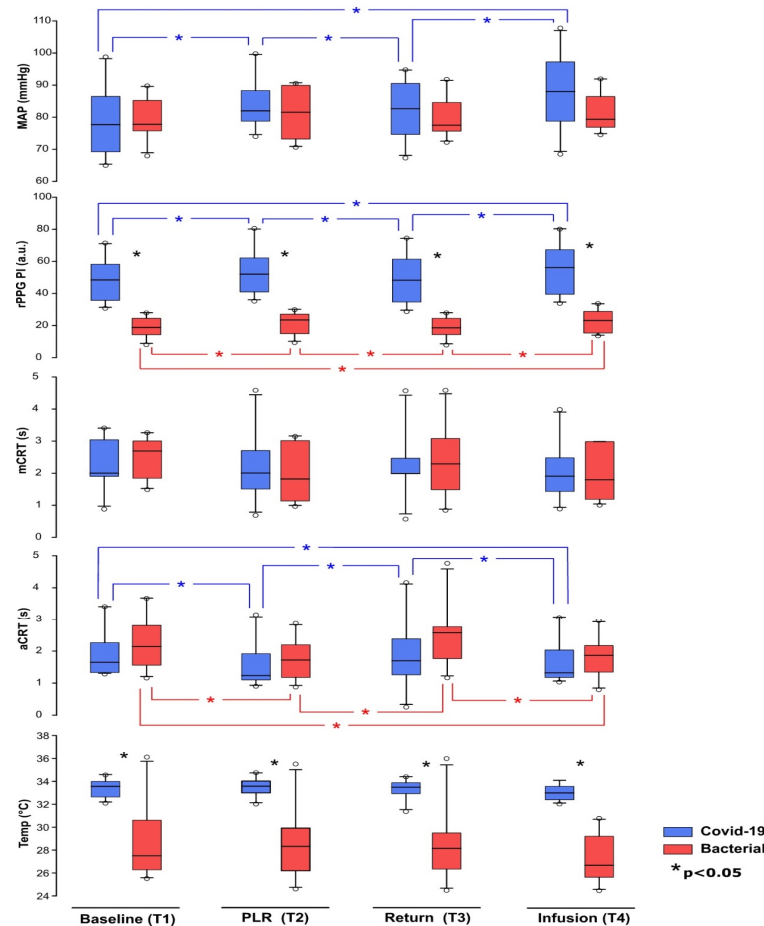 MAP (mmHg)
110
100
90
80
70
60
* * * *
rPPG PI (a.u.)
100
80
60
40
20
0
* * * *
* * * *
* * * *
mCRT (s)
5
4
3
2
1
0
aCRT (s)
5
4
3
2
1
0
* * * *
* * * *
Temp (°C)
38
36
34
32
30
28
26
24
* * * *
Covid-19
Bacterial
*p<0.05
Baseline (T1) PLR (T2) Return (T3) Infusion (T4)